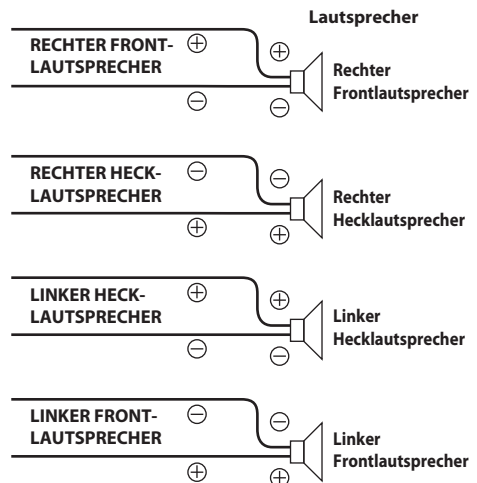 Lautsprecher
RECHTER FRONT-
LAUTSPRECHER
⊕
⊕
⊖
⊖
Rechter
Frontlautsprecher
RECHTER HECK-
LAUTSPRECHER
⊖
⊖
⊕
⊕
Rechter
Hecklautsprecher
LINKER HECK-
LAUTSPRECHER
⊕
⊕
⊖
⊖
Linker
Hecklautsprecher
LINKER FRONT-
LAUTSPRECHER
⊖
⊖
⊕
⊕
Linker
Frontlautsprecher